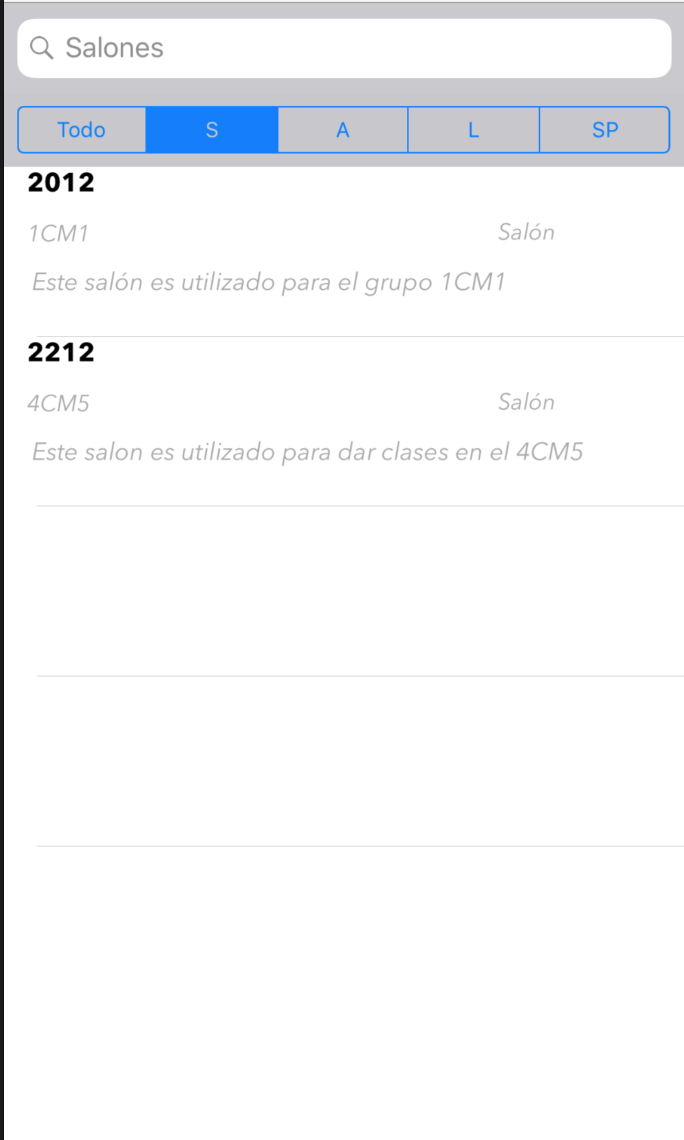 Salones
Todo S A L SP
2012
1CM1 Salón
Este salón es utilizado para el grupo 1CM1
2212
4CM5 Salón
Este salon es utilizado para dar clases en el 4CM5